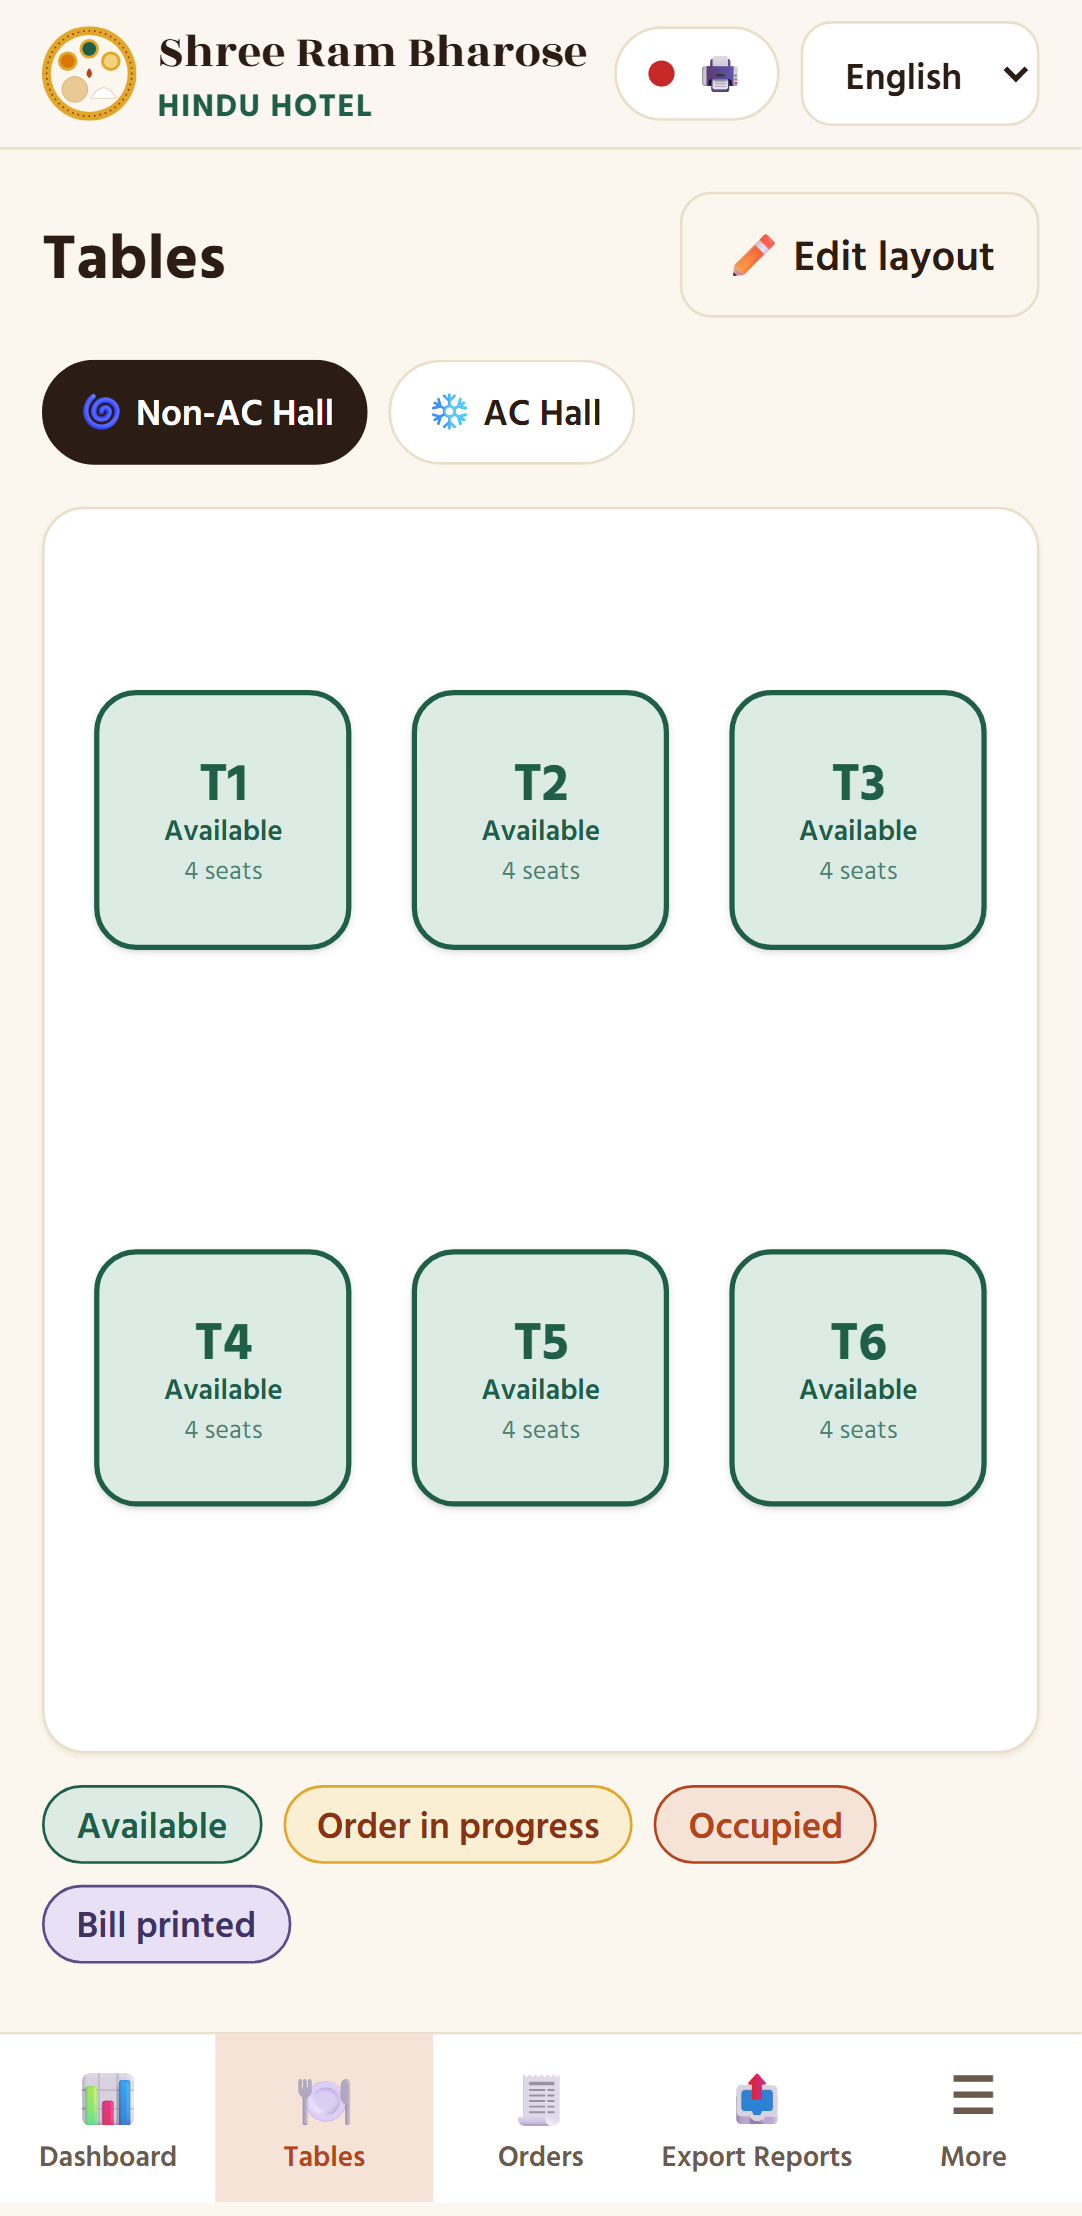 Shree Ram Bharose
HINDU HOTEL
English
Tables
Edit layout
Non-AC Hall
AC Hall
T1
Available
4 seats
T2
Available
4 seats
T3
Available
4 seats
T4
Available
4 seats
T5
Available
4 seats
T6
Available
4 seats
Available
Order in progress
Occupied
Bill printed
Dashboard
Tables
Orders
Export Reports
More